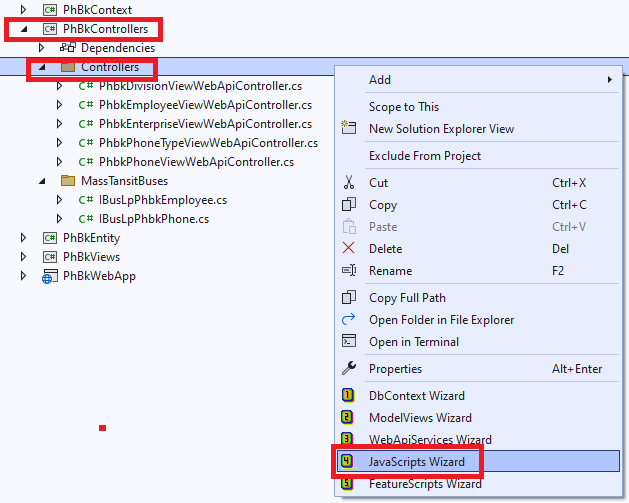 PhBkContext
PhBkControllers
Dependencies
Controllers
PhbkDivisionViewWebApiController.cs
PhbkEmployeeViewWebApiController.cs
PhbkEnterpriseViewWebApiController.cs
PhbkPhoneTypeViewWebApiController.cs
PhbkPhoneViewWebApiController.cs
MassTansitBuses
IBusLpPhbkEmployee.cs
IBusLpPhbkPhone.cs
PhBkEntity
PhBkViews
PhBkWebApp
Add
Scope to This
New Solution Explorer View
Exclude From Project
Cut Ctrl+X
Copy Ctrl+C
Paste Ctrl+V
Delete Del
Rename F2
Copy Full Path
Open Folder in File Explorer
Open in Terminal
Properties Alt+Enter
1 DbContext Wizard
2 ModelViews Wizard
3 WebApiServices Wizard
4 JavaScripts Wizard
5 FeatureScripts Wizard